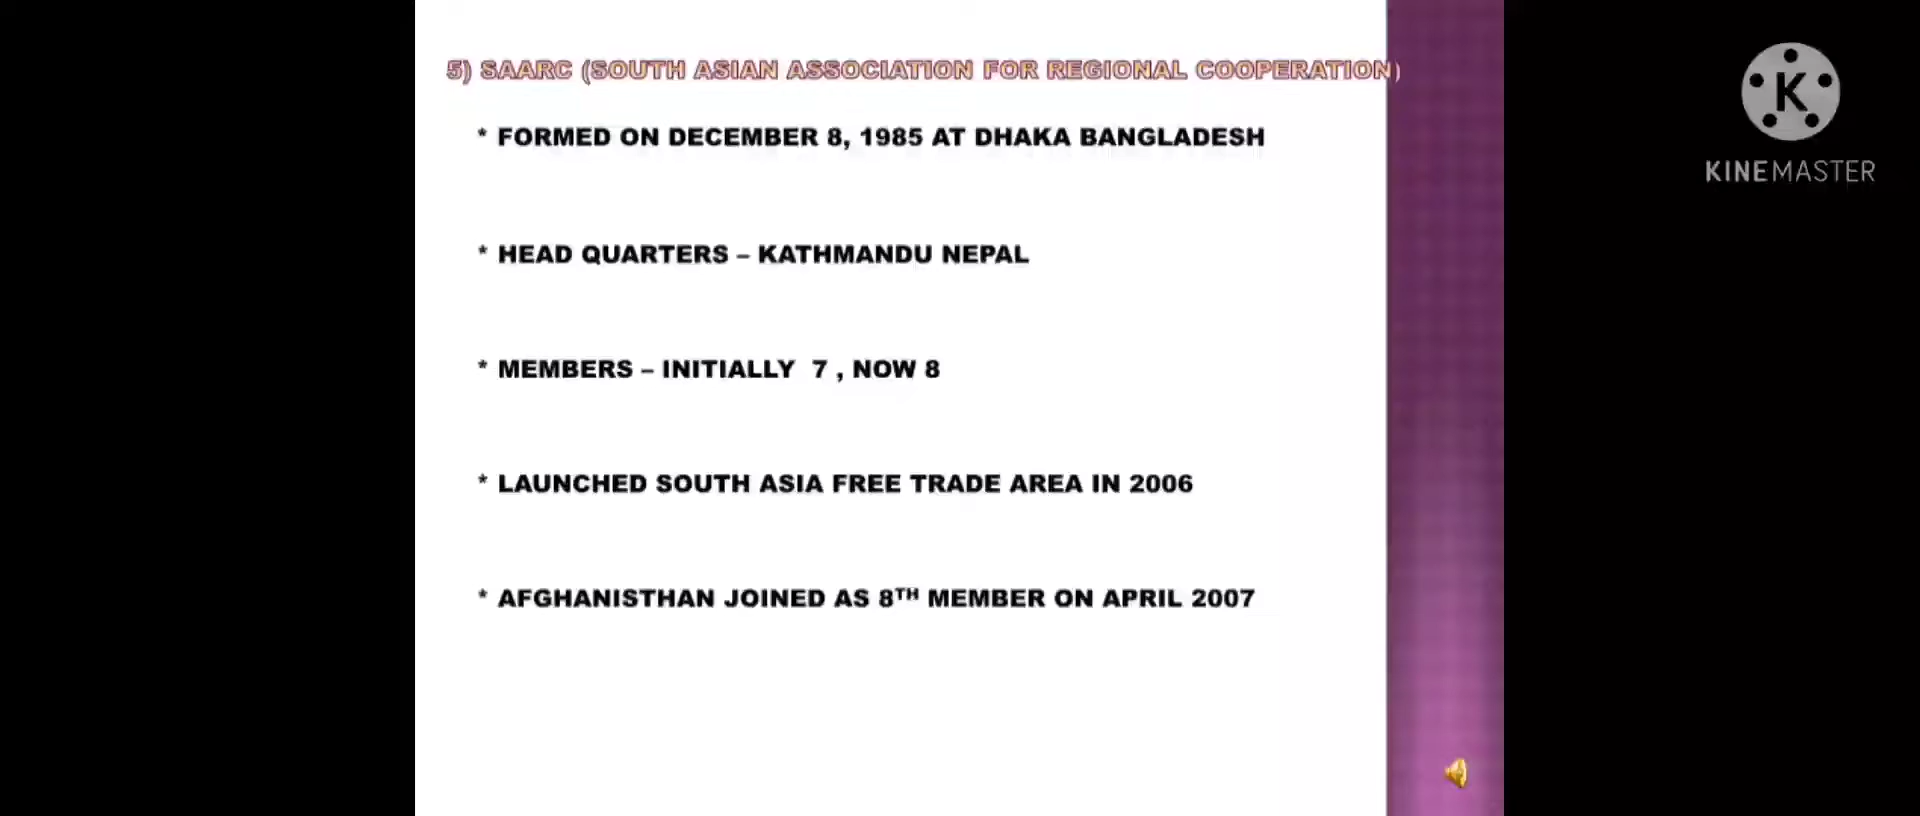 5) SAARC (SOUTH ASIAN ASSOCIATION FOR REGIONAL COOPERATION)
* FORMED ON DECEMBER 8, 1985 AT DHAKA BANGLADESH
* HEAD QUARTERS – KATHMANDU NEPAL
* MEMBERS – INITIALLY 7 , NOW 8
* LAUNCHED SOUTH ASIA FREE TRADE AREA IN 2006
* AFGHANISTHAN JOINED AS 8TH MEMBER ON APRIL 2007
K
KINEMASTER